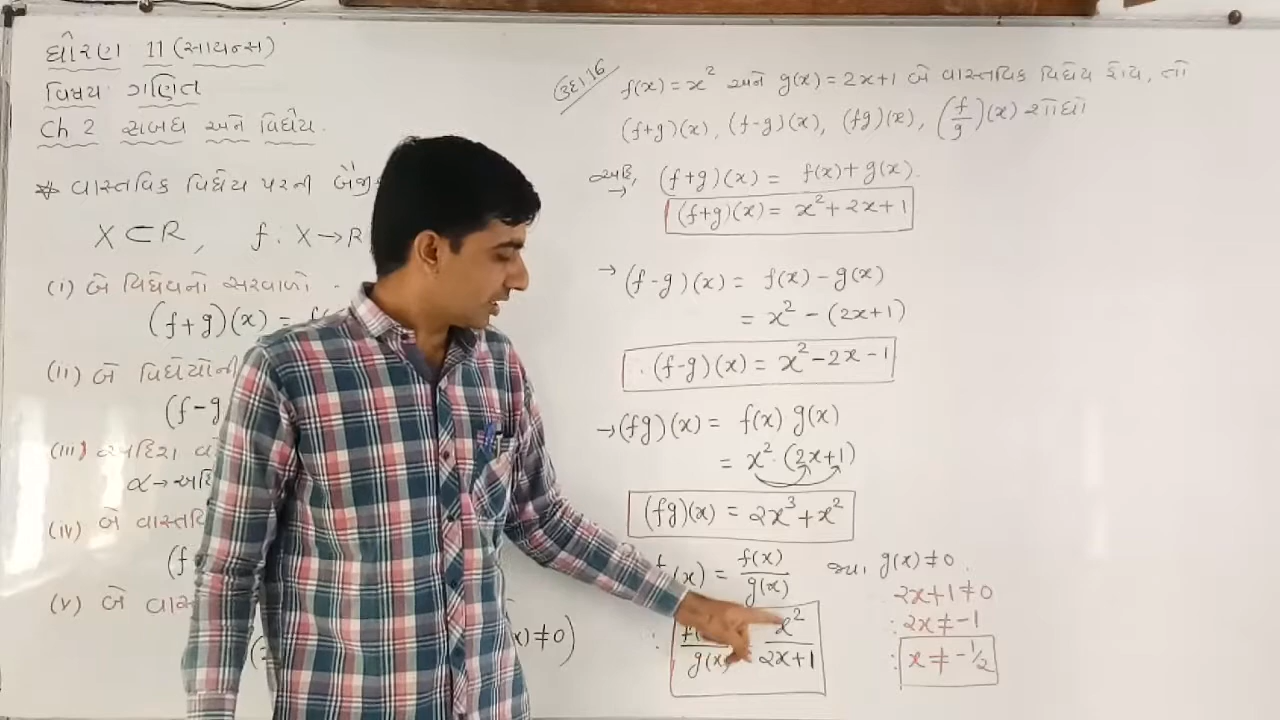 ધોરણ 11 (સાયન્સ)
વિષય ગણિત
Ch 2 સંબધ અને વિધેય.
* વાસ્તવિક વિધેય પરની બૈજી
X ⊂ R, f : X → R
(i) બે વિધેયનો સરવાળો -
(f+g)(x) = f(
(ii) બે વિધેયોની
(f-g
(iii) અદિશ
α → અદિ
(iv) બે વાસ્તવિ
(f
(v) બે વાસ્
x) ≠ 0)
ઉદા.16 f(x) = x² અને g(x) = 2x+1 બે વાસ્તવિક વિધેય હોય, તો
(f+g)(x), (f-g)(x), (fg)(x), (f/g)(x) શોધો
→ (f+g)(x) = f(x) + g(x).
(f+g)(x) = x² + 2x + 1
→ (f-g)(x) = f(x) - g(x)
= x² - (2x+1)
∴ (f-g)(x) = x² - 2x - 1
→ (fg)(x) = f(x) g(x)
= x² · (2x+1)
(fg)(x) = 2x³ + x²
(x) = f(x)/g(x) જ્યાં g(x) ≠ 0.
2x+1 ≠ 0
∴ 2x ≠ -1
∴ x ≠ -1/2
∴ f(x)/g(x) = x²/2x+1